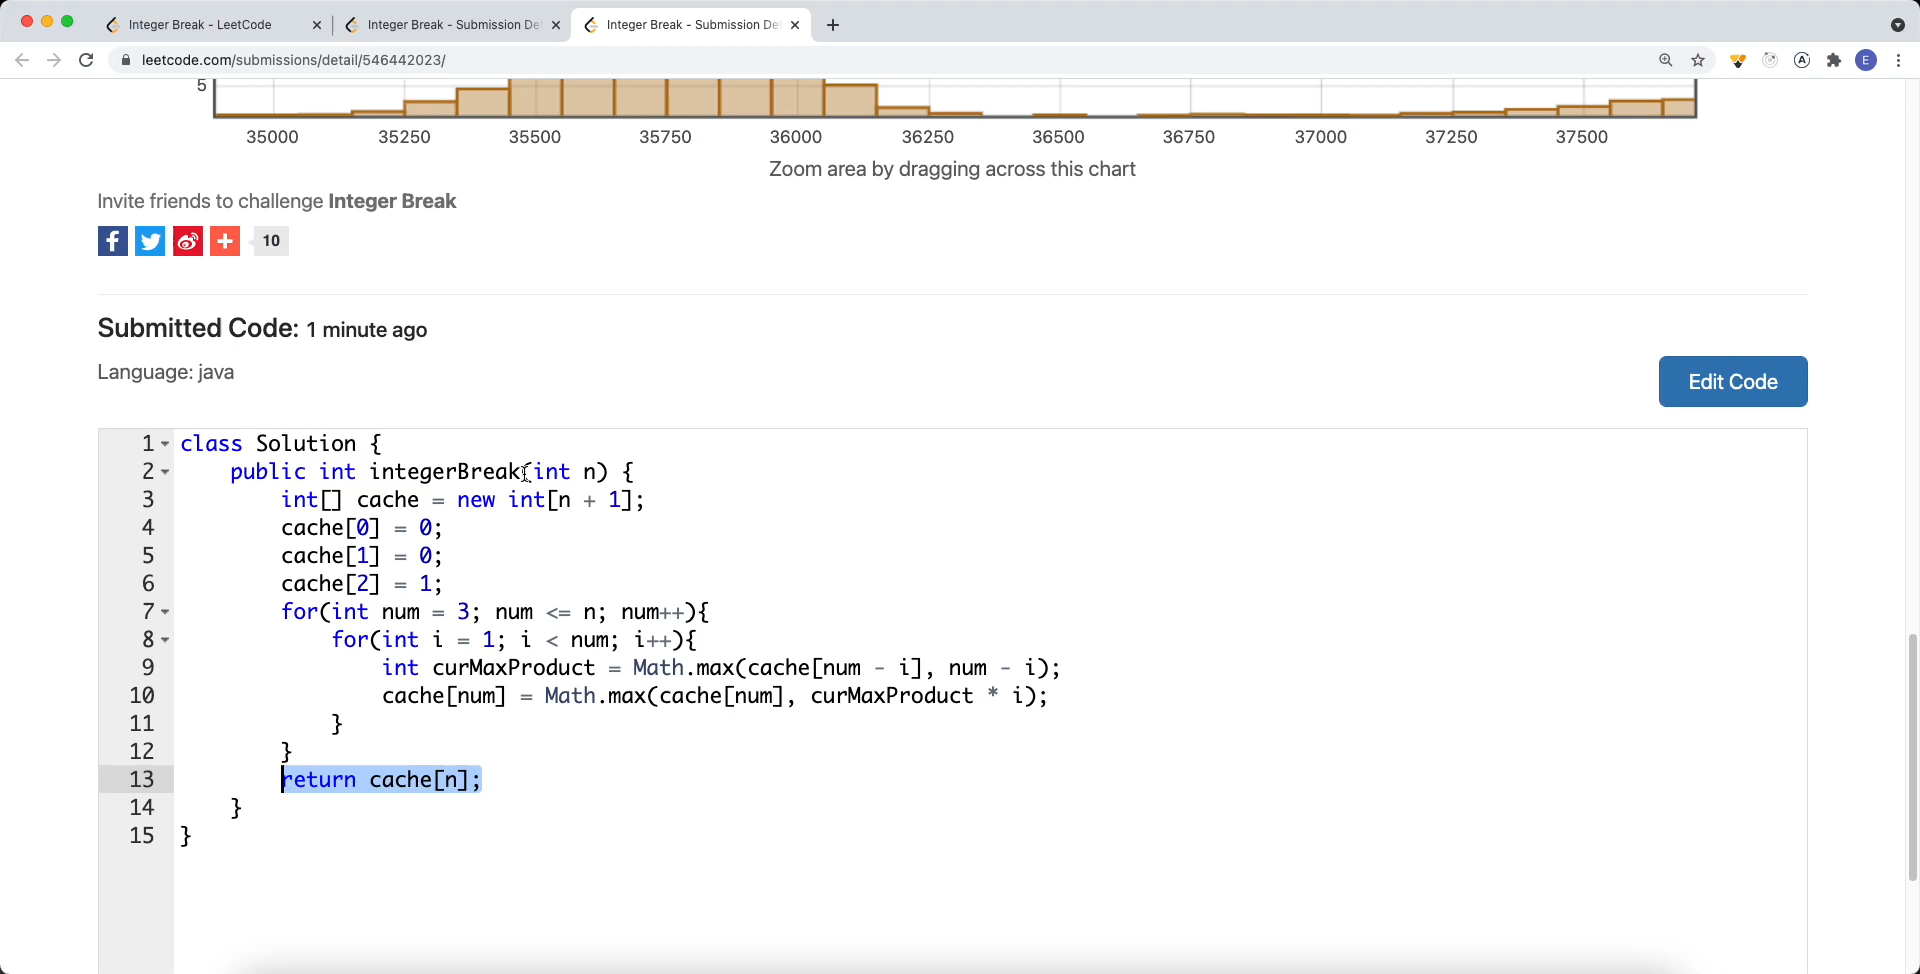 Integer Break - LeetCode
Integer Break - Submission De
Integer Break - Submission De
leetcode.com/submissions/detail/546442023/
E
5
35000 35250 35500 35750 36000 36250 36500 36750 37000 37250 37500
Zoom area by dragging across this chart
Invite friends to challenge Integer Break
10
Submitted Code: 1 minute ago
Language: java
Edit Code
1 class Solution {
2 public int integerBreak(int n) {
3 int[] cache = new int[n + 1];
4 cache[0] = 0;
5 cache[1] = 0;
6 cache[2] = 1;
7 for(int num = 3; num <= n; num++){
8 for(int i = 1; i < num; i++){
9 int curMaxProduct = Math.max(cache[num - i], num - i);
10 cache[num] = Math.max(cache[num], curMaxProduct * i);
11 }
12 }
13 return cache[n];
14 }
15 }